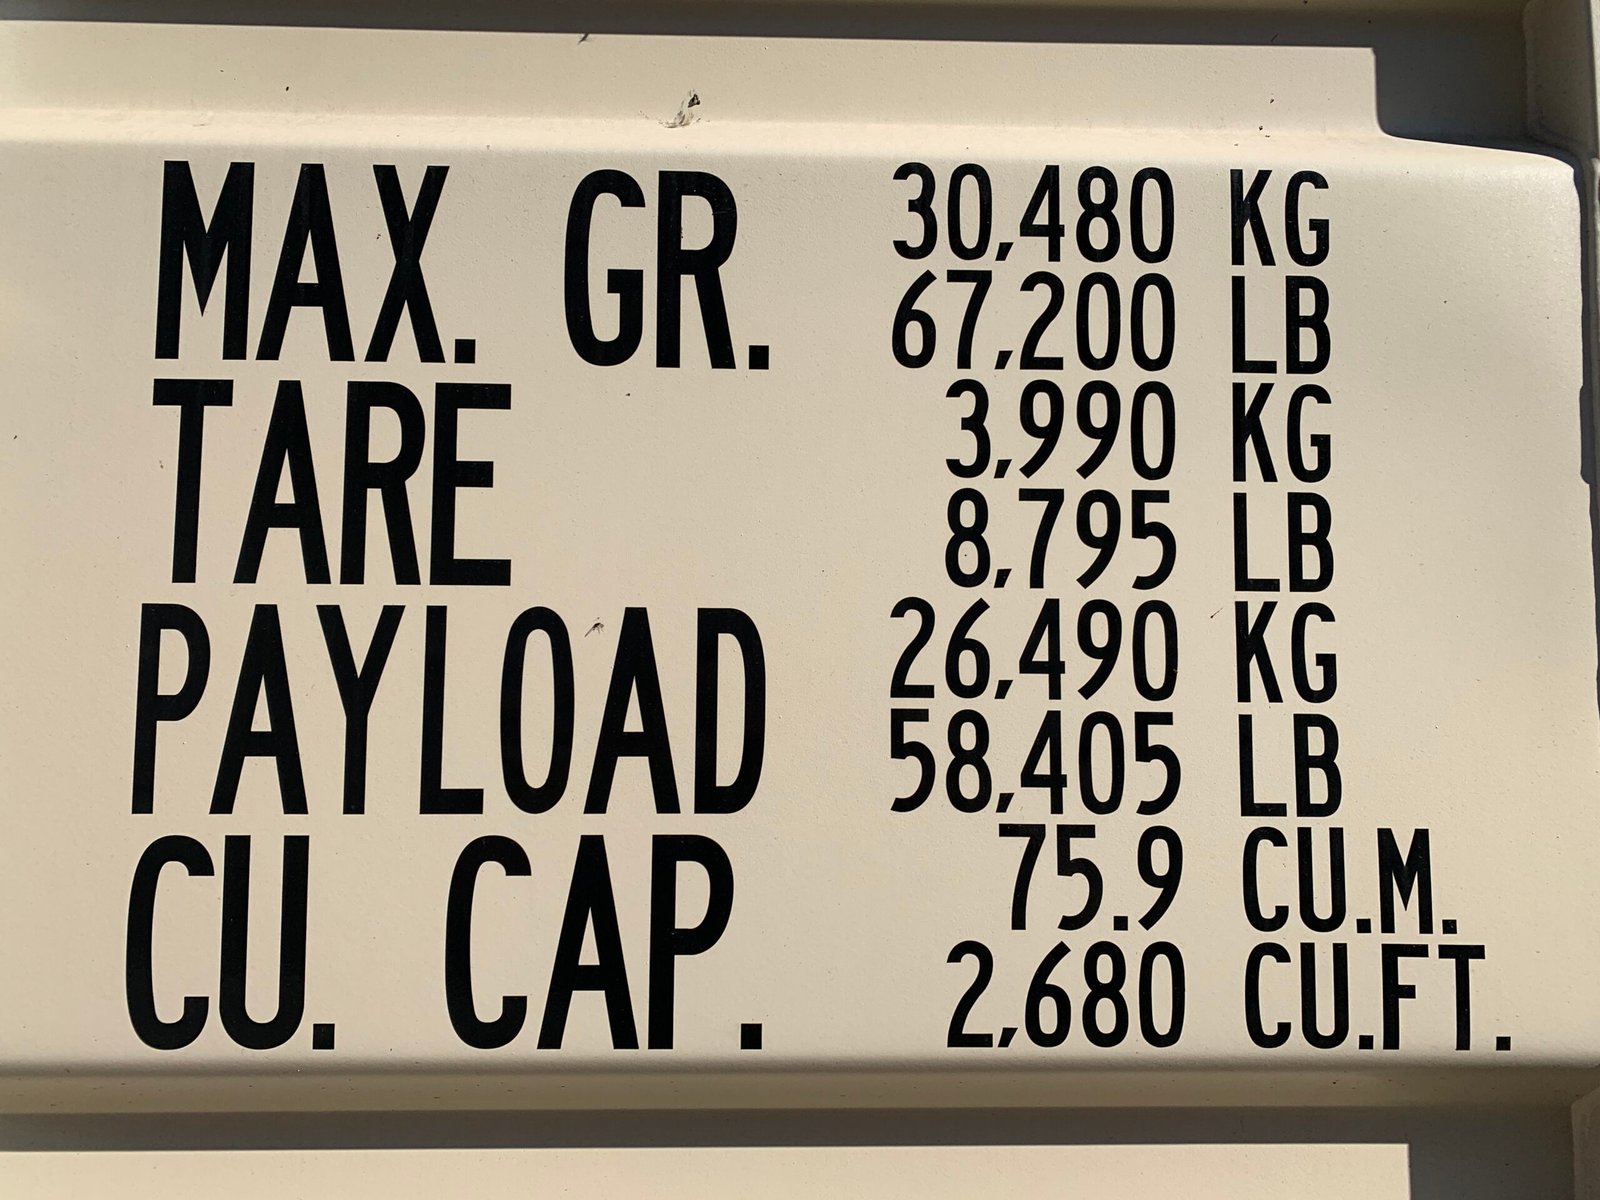 MAX. GR. 30,480 KG
67,200 LB
TARE 3,990 KG
8,795 LB
PAYLOAD 26,490 KG
58,405 LB
CU. CAP. 75.9 CU.M.
2,680 CU.FT.